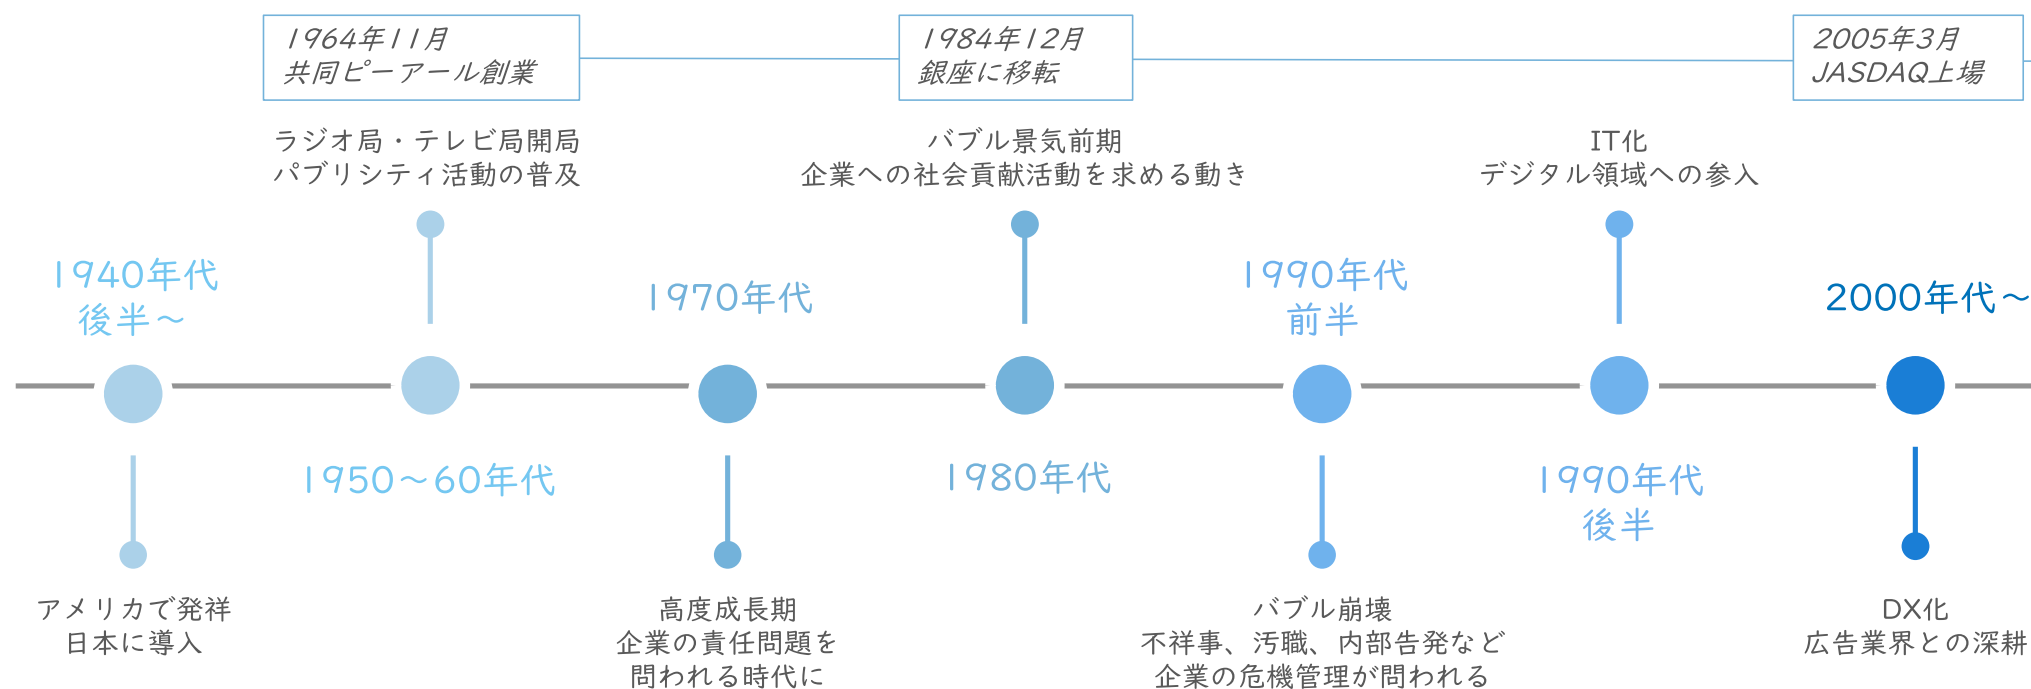 1964年11月
共同ピーアール創業
1984年12月
銀座に移転
2005年3月
JASDAQ上場
ラジオ局・テレビ局開局
パブリシティ活動の普及
バブル景気前期
企業への社会貢献活動を求める動き
IT化
デジタル領域への参入
1940年代
後半～
1970年代
1990年代
前半
2000年代～
1950～60年代
1980年代
1990年代
後半
アメリカで発祥
日本に導入
高度成長期
企業の責任問題を
問われる時代に
バブル崩壊
不祥事、汚職、内部告発など
企業の危機管理が問われる
DX化
広告業界との深耕